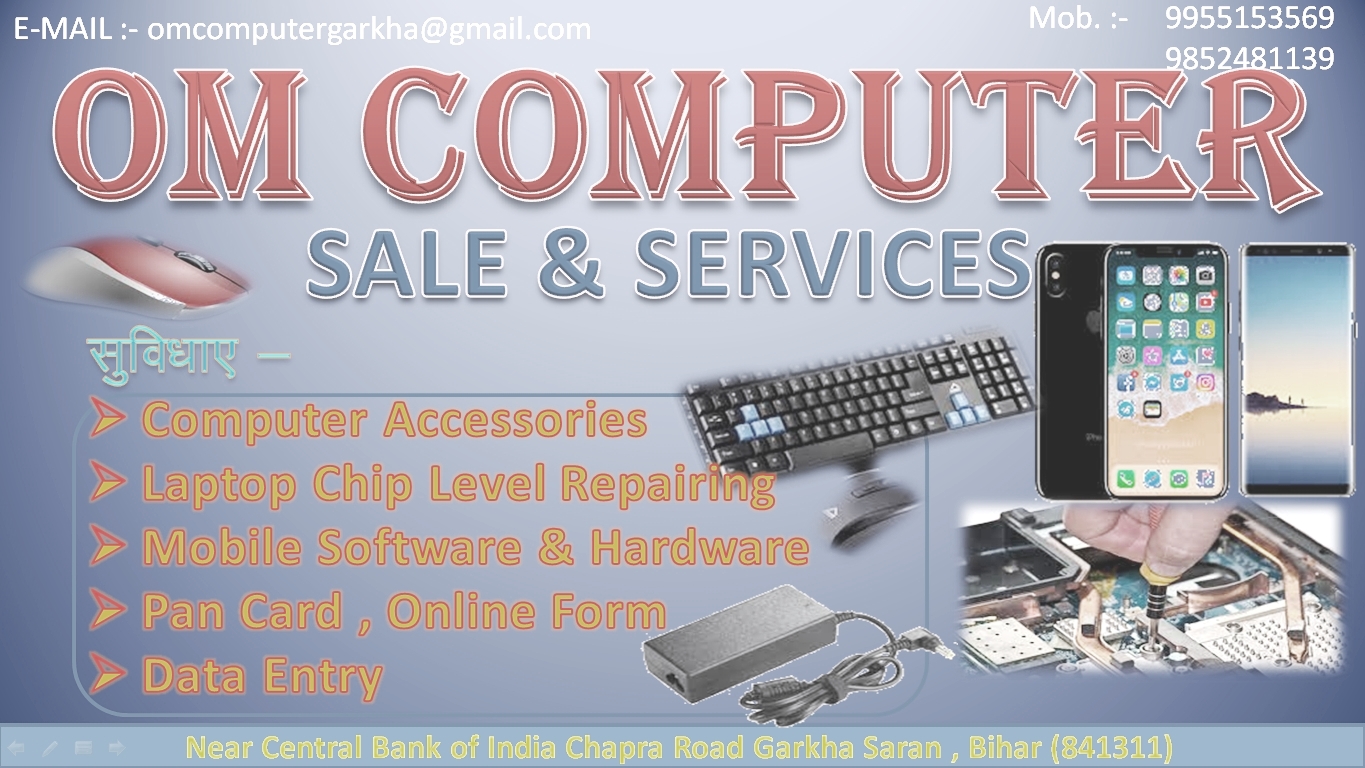 E-MAIL :- omcomputergarkha@gmail.com
Mob. :- 9955153569
9852481139
OM COMPUTER
SALE & SERVICES
सुविधाए –
Computer Accessories
Laptop Chip Level Repairing
Mobile Software & Hardware
Pan Card , Online Form
Data Entry
Near Central Bank of India Chapra Road Garkha Saran , Bihar (841311)